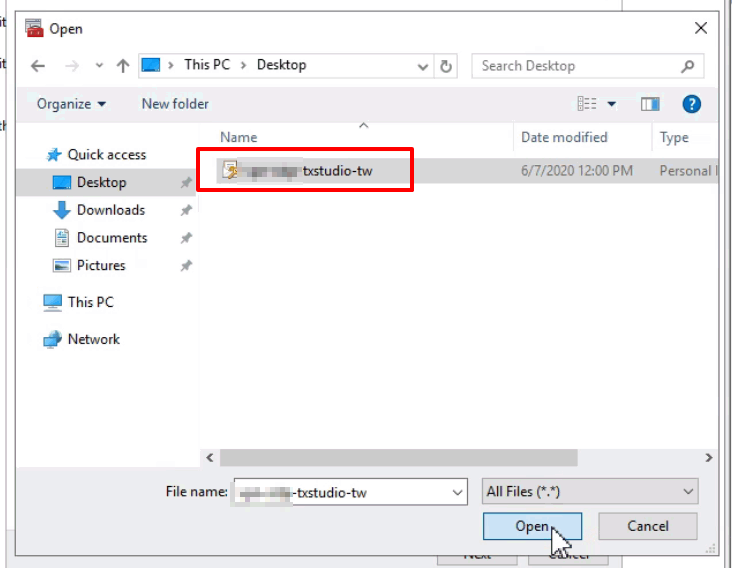 Open
This PC > Desktop
Search Desktop
Organize
New folder
Name
Date modified
Type
Quick access
-txstudio-tw
6/7/2020 12:00 PM
Personal
Desktop
Downloads
Documents
Pictures
This PC
Network
File name:
-txstudio-tw
All Files (*.*)
Open
Cancel
Next
Cancel